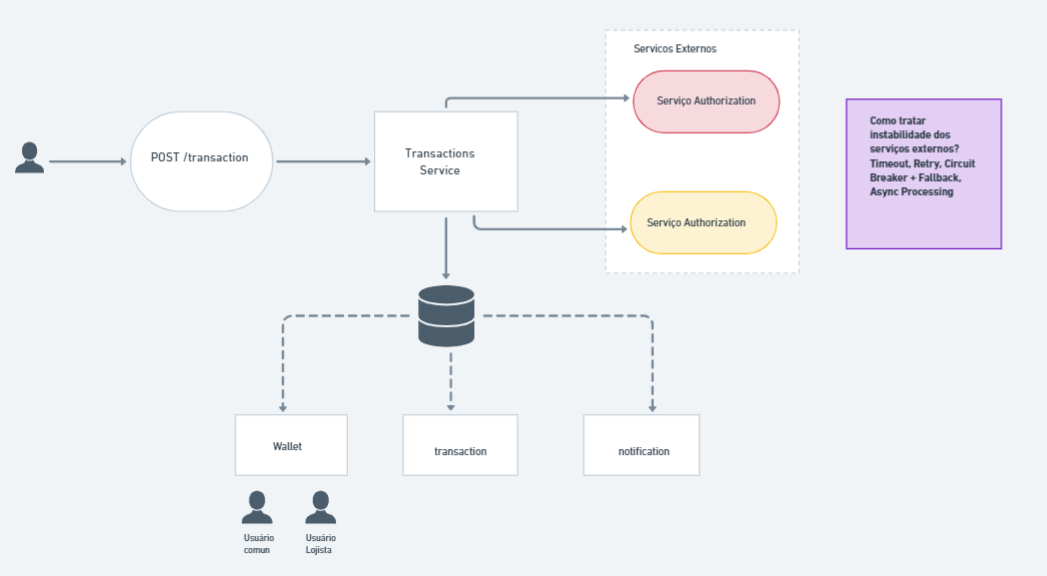 Servicos Externos
Serviço Authorization
POST /transaction
Transactions
Service
Serviço Authorization
Como tratar
instabilidade dos
serviços externos?
Timeout, Retry, Circuit
Breaker + Fallback,
Async Processing
Wallet
transaction
notification
Usuário
comun
Usuário
Lojista